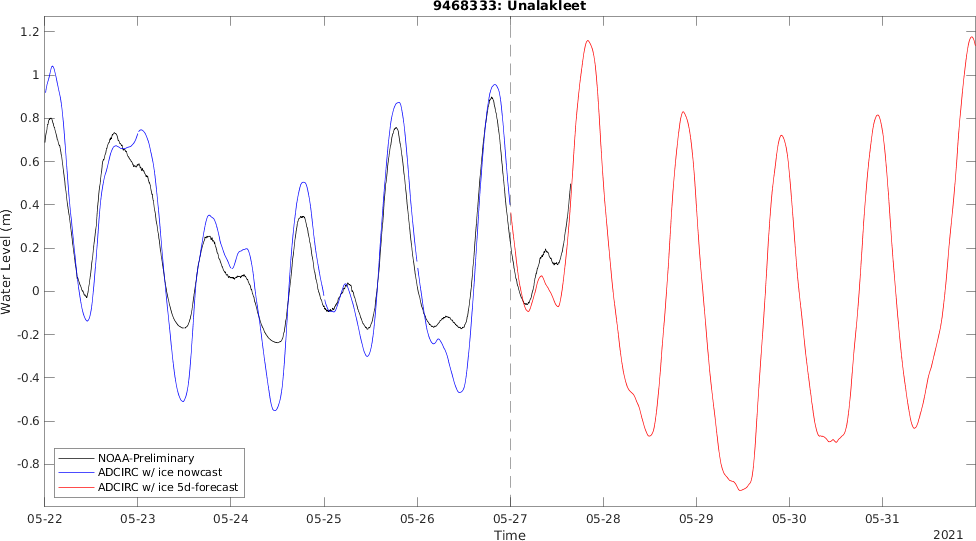 9468333: Unalakleet
1.2
1
0.8
0.6
0.4
0.2
0
-0.2
-0.4
-0.6
-0.8
Water Level (m)
NOAA-Preliminary
ADCIRC w/ ice nowcast
ADCIRC w/ ice 5d-forecast
05-22 05-23 05-24 05-25 05-26 05-27 05-28 05-29 05-30 05-31
Time
2021